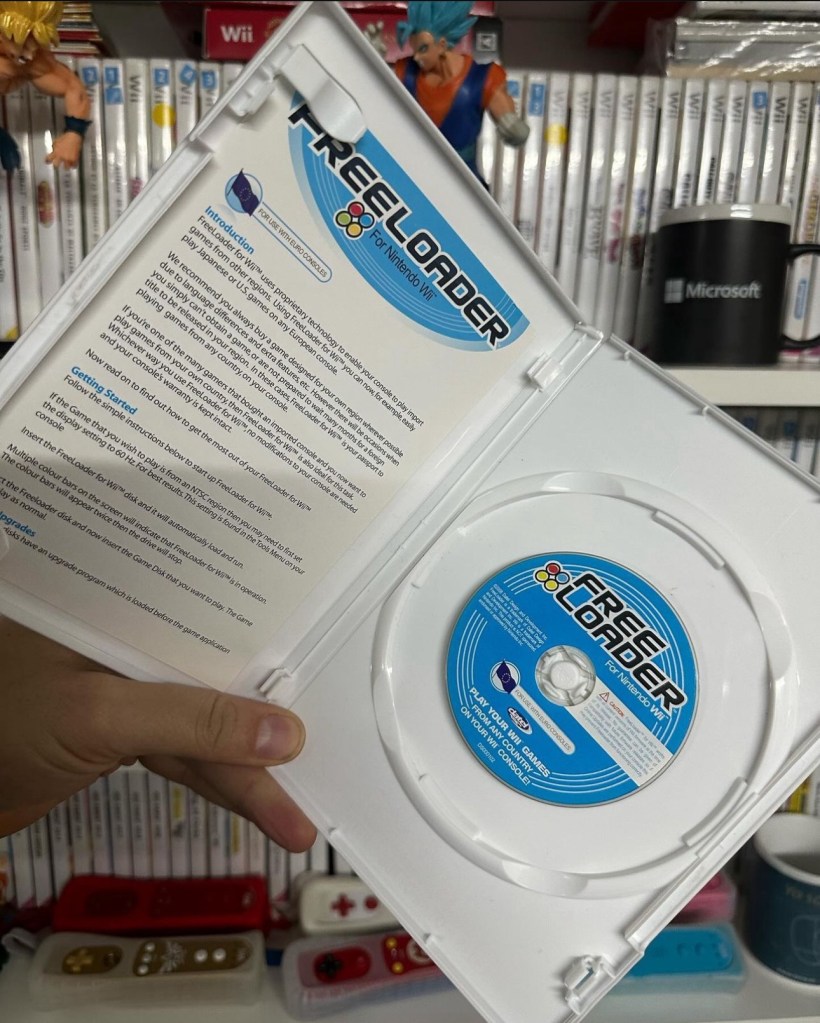 Wii
FREELOADER
For Nintendo Wii™
FOR USE WITH EURO CONSOLES
Introduction
FreeLoader for Wii™ uses proprietary technology to enable your console to play import
games from other regions. Using FreeLoader for Wii™ you can now, for example, easily
play Japanese or U.S. games on any European console.
We recommend you always buy a game designed for your own region wherever possible
due to language differences and extra features, etc. However there will be occasions when
you simply can't obtain a game, or are not prepared to wait many months for a foreign
title to be released in your region. In these cases, FreeLoader for Wii™ is your passport to
playing games from any country, on your console.
If you're one of the many gamers that bought an imported console and you now want to
play games from your own country, then FreeLoader for Wii™ is also ideal for this task.
Whichever way you use FreeLoader for Wii™, no modifications to your console are needed
and your console's warranty is kept intact.
Now read on to find out how to get the most out of your FreeLoader for Wii™
Getting Started
Follow the simple instructions below to start up FreeLoader for Wii™.
If the Game that you wish to play is from an NTSC region then you may need to first set
the display setting to 60 Hz. For best results. This setting is found in the Tools Menu on your
console.
Insert the FreeLoader for Wii™ disk, and it will automatically load and run.
Multiple colour bars on the screen will indicate that FreeLoader for Wii™ is in operation.
The colour bars will appear twice then the drive will stop.
the Freeloader disk and now insert the Game Disk that you want to play. The Game
as normal.
disks have an upgrade program which is loaded before the game application
Microsoft
FREE
LOADER
For Nintendo Wii
FOR USE WITH EURO CONSOLES
datel
CAUTION
PLAY YOUR WII GAMES
FROM ANY COUNTRY
ON YOUR WII CONSOLE!